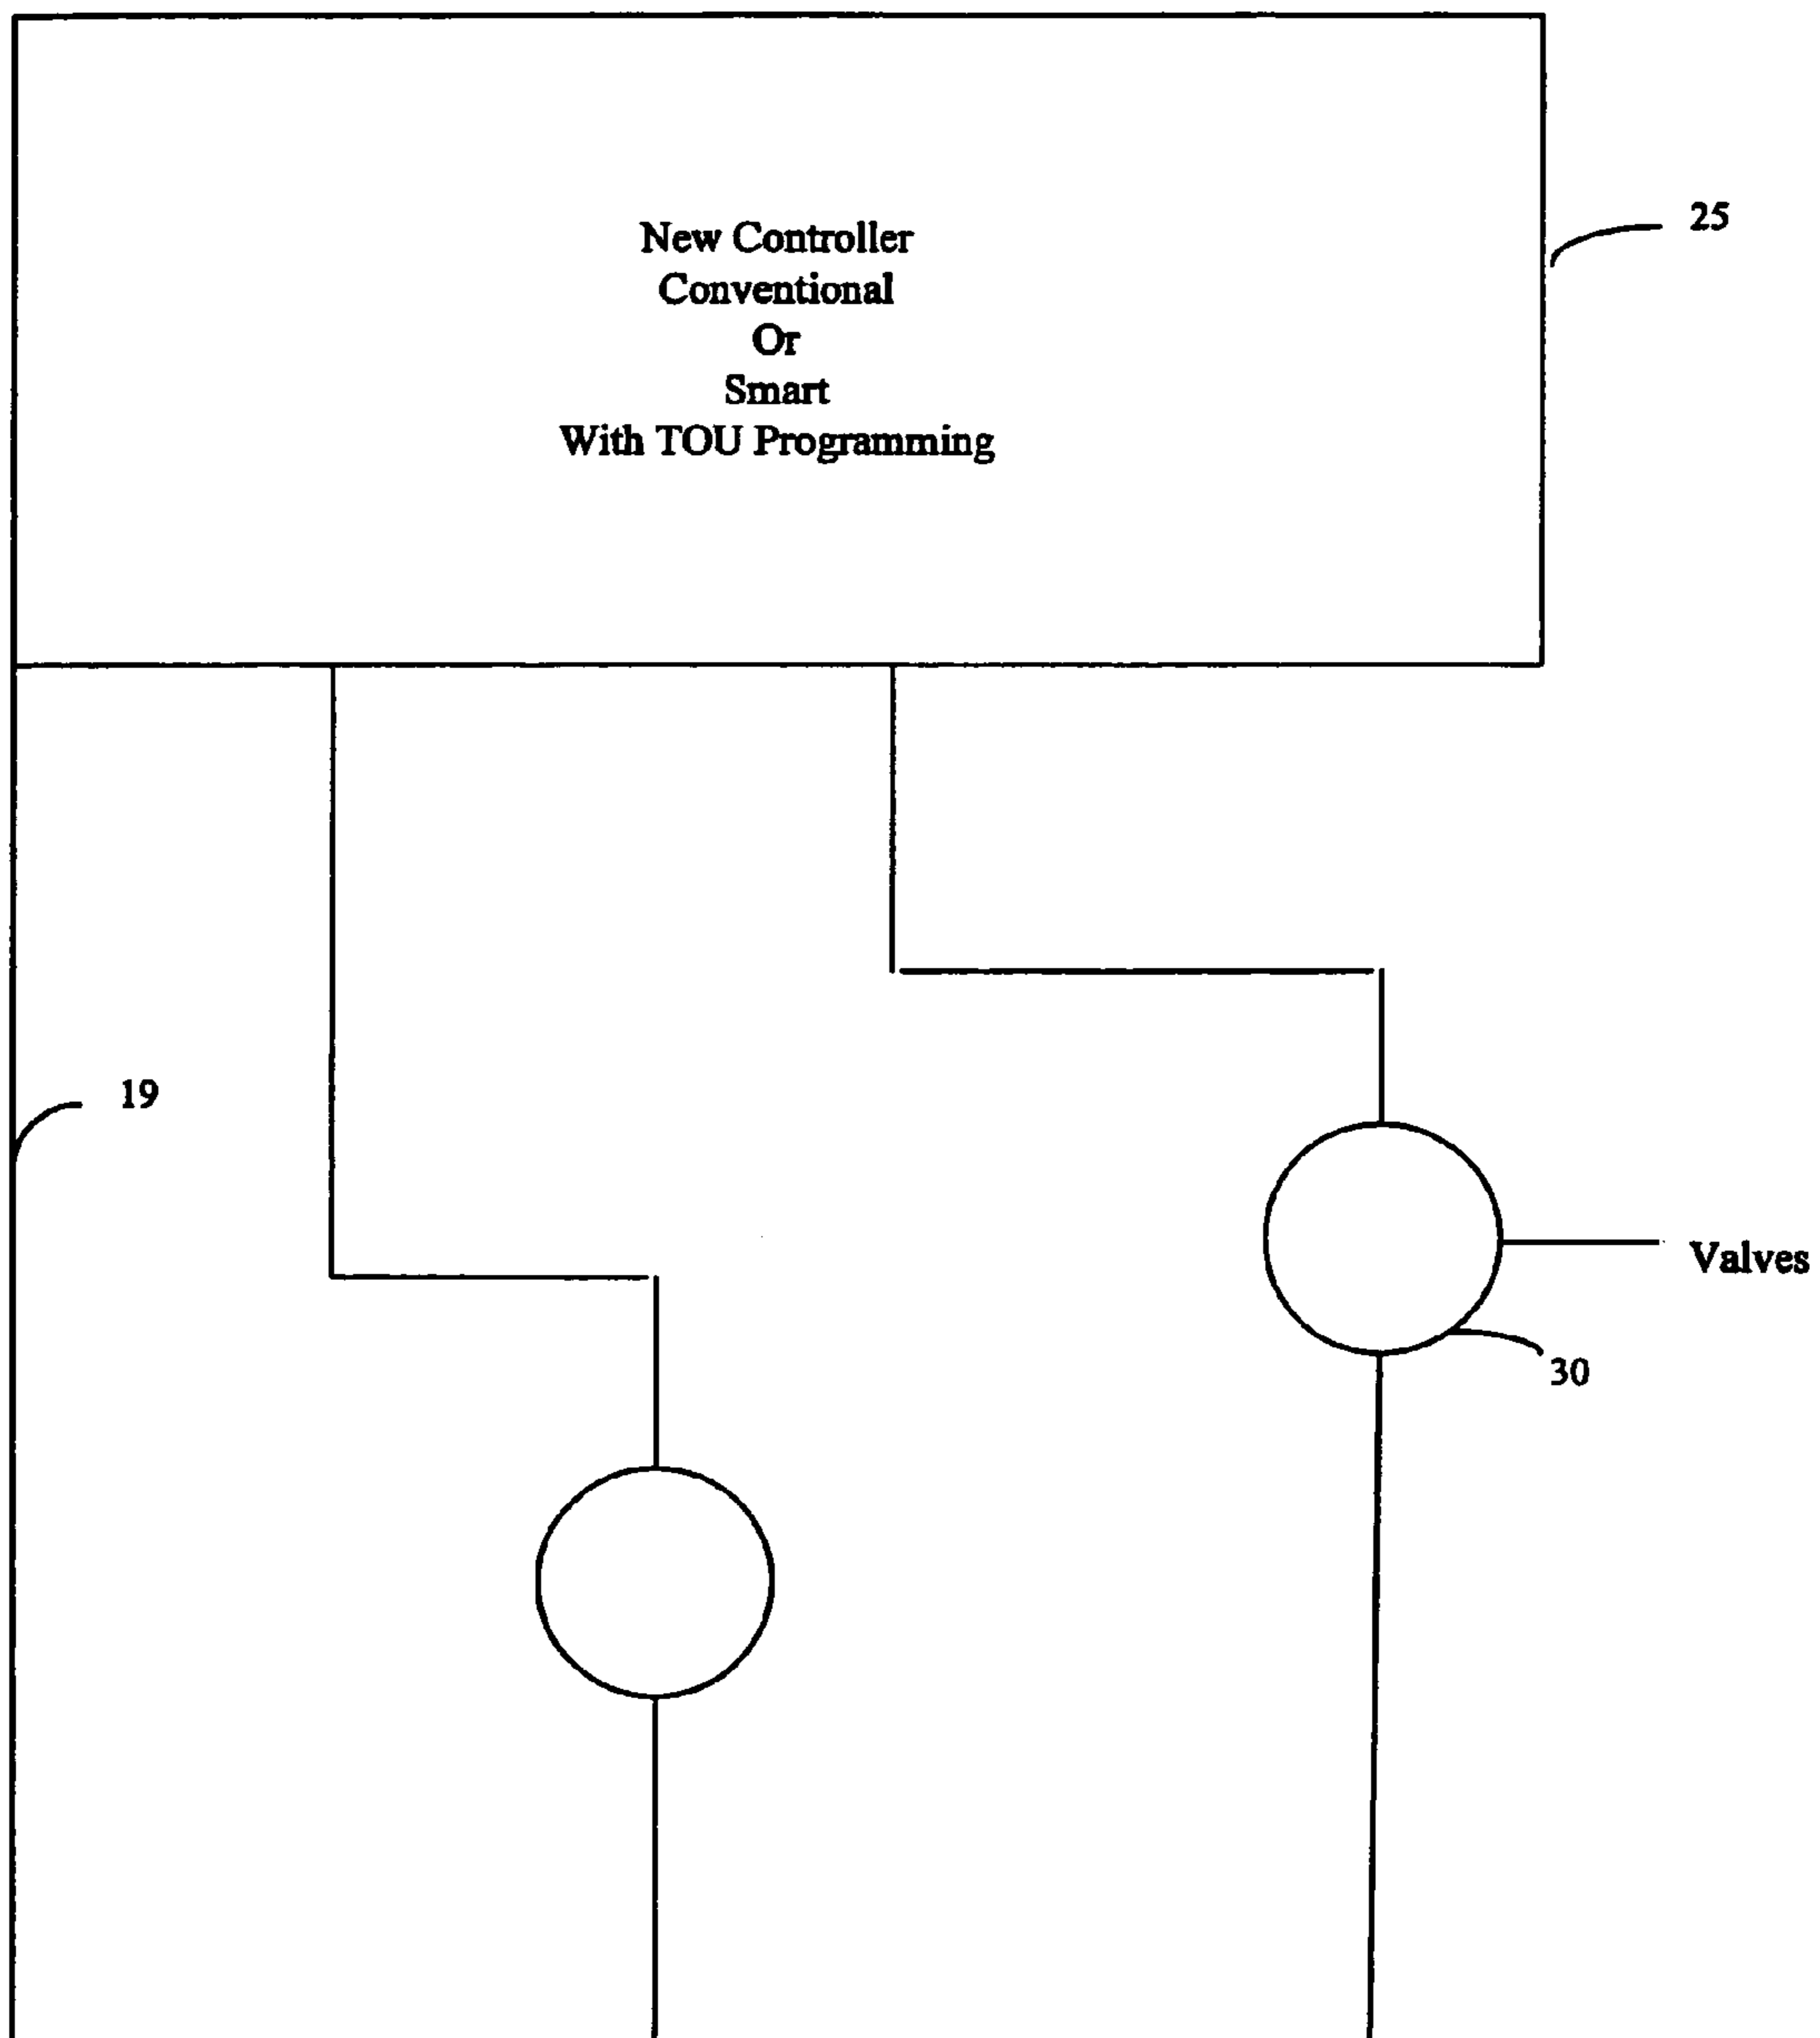 New Controller
Conventional
Or
Smart
With TOU Programming
25
19
Valves
30